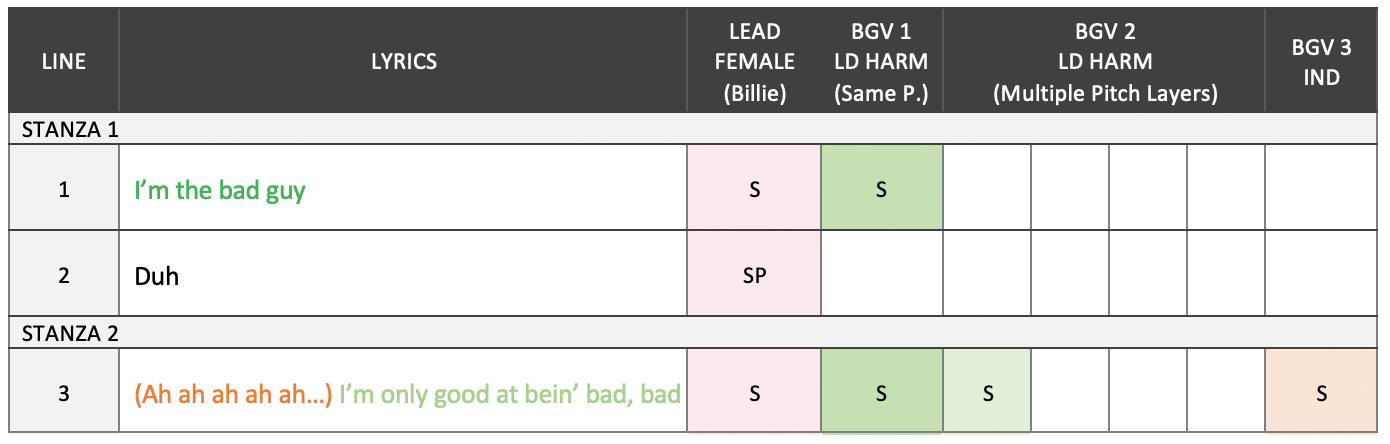 LINE LYRICS LEAD FEMALE (Billie) BGV 1 LD HARM (Same P.) BGV 2 LD HARM (Multiple Pitch Layers) BGV 3 IND
STANZA 1
1 I’m the bad guy S S
2 Duh SP
STANZA 2
3 (Ah ah ah ah ah...) I’m only good at bein’ bad, bad S S S S